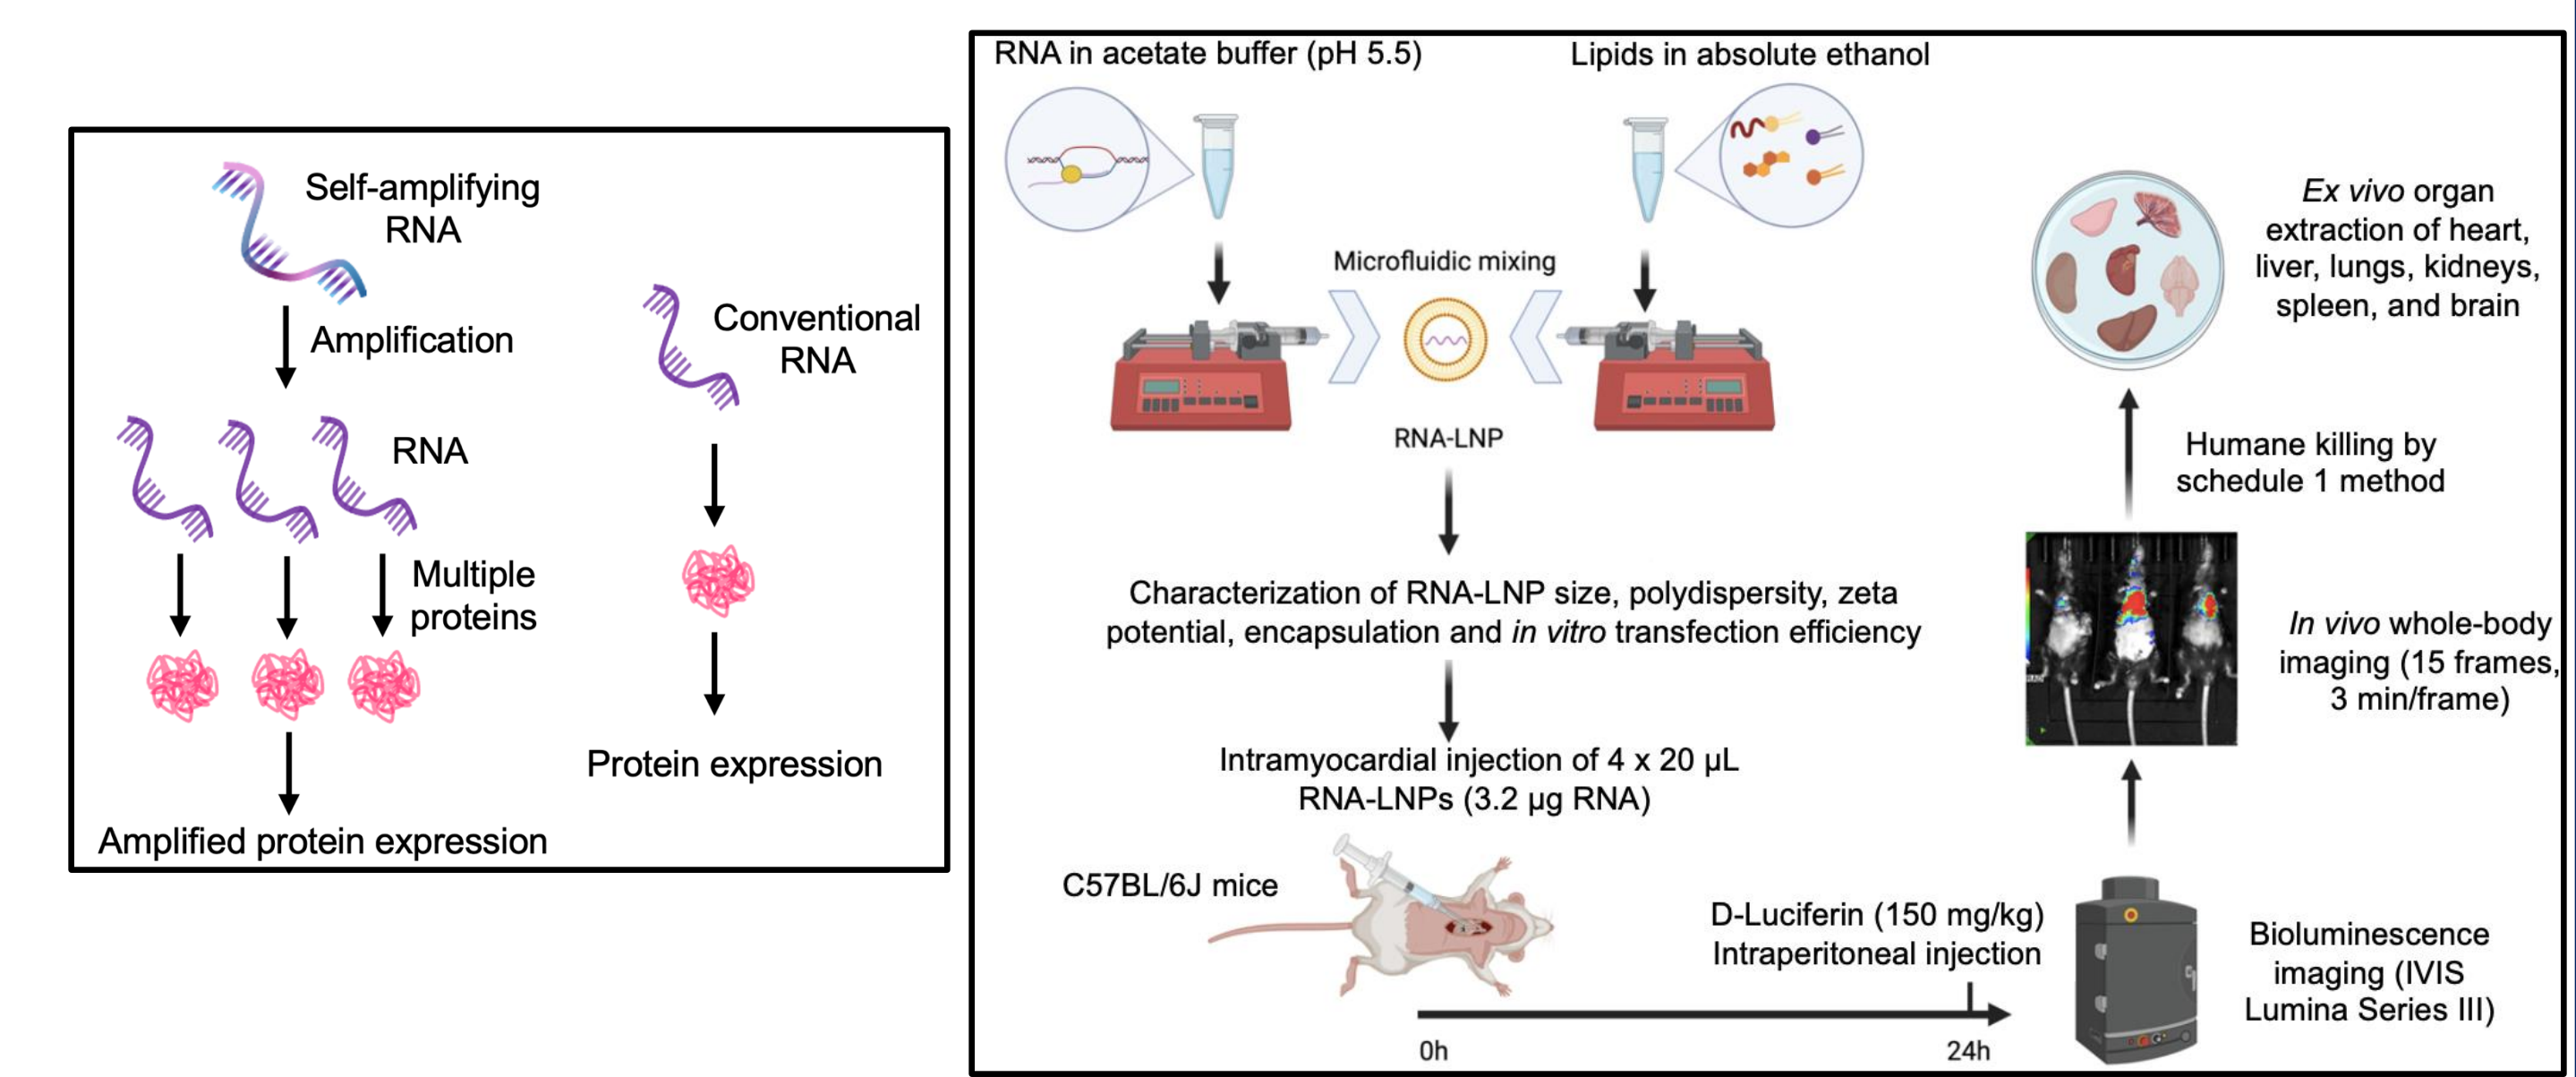 Self-amplifying
RNA
Amplification
RNA
Multiple
proteins
Amplified protein expression
Conventional
RNA
Protein expression
RNA in acetate buffer (pH 5.5)
Lipids in absolute ethanol
Microfluidic mixing
RNA-LNP
Characterization of RNA-LNP size, polydispersity, zeta
potential, encapsulation and in vitro transfection efficiency
Intramyocardial injection of 4 x 20 µL
RNA-LNPs (3.2 µg RNA)
C57BL/6J mice
D-Luciferin (150 mg/kg)
Intraperitoneal injection
0h
24h
Bioluminescence
imaging (IVIS
Lumina Series III)
In vivo whole-body
imaging (15 frames,
3 min/frame)
Humane killing by
schedule 1 method
Ex vivo organ
extraction of heart,
liver, lungs, kidneys,
spleen, and brain